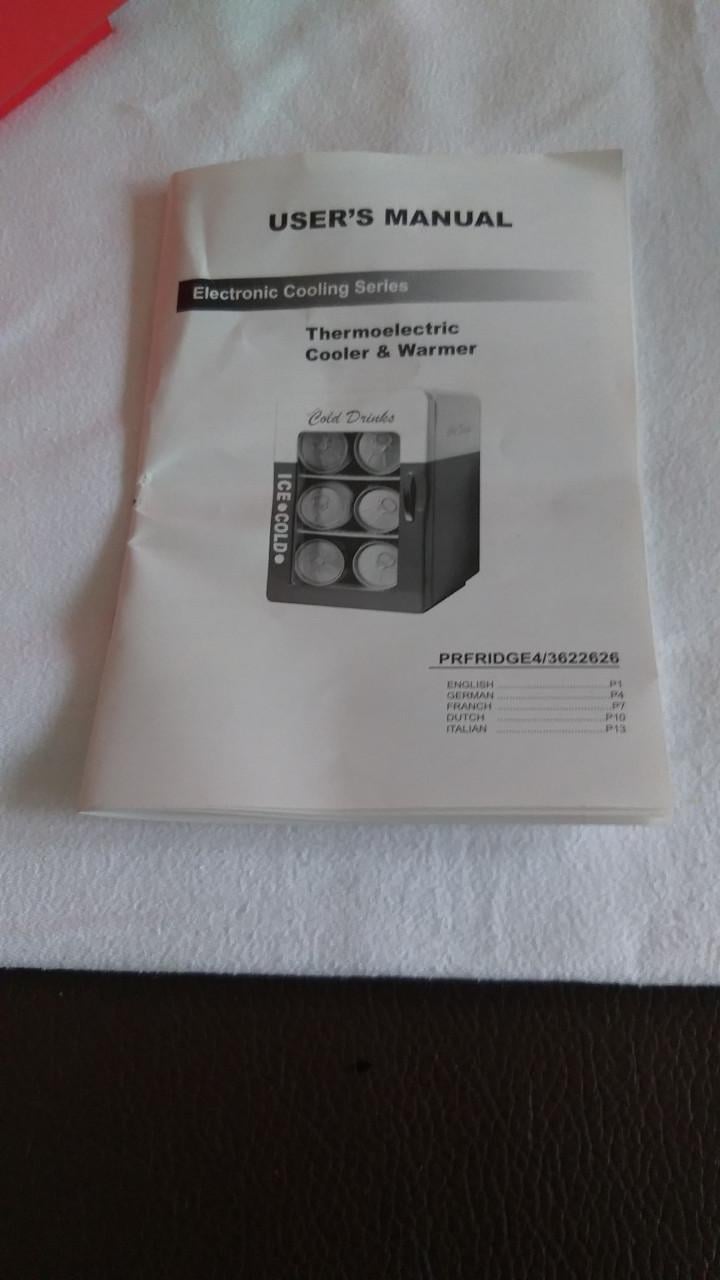 USER'S MANUAL
Electronic Cooling Series
Thermoelectric
Cooler & Warmer
Cold Drinks
ICE•COLD•
PRFRIDGE4/3622626
ENGLISH ........................................P1
GERMAN ........................................P4
FRANCH ........................................P7
DUTCH ........................................P10
ITALIAN ........................................P13